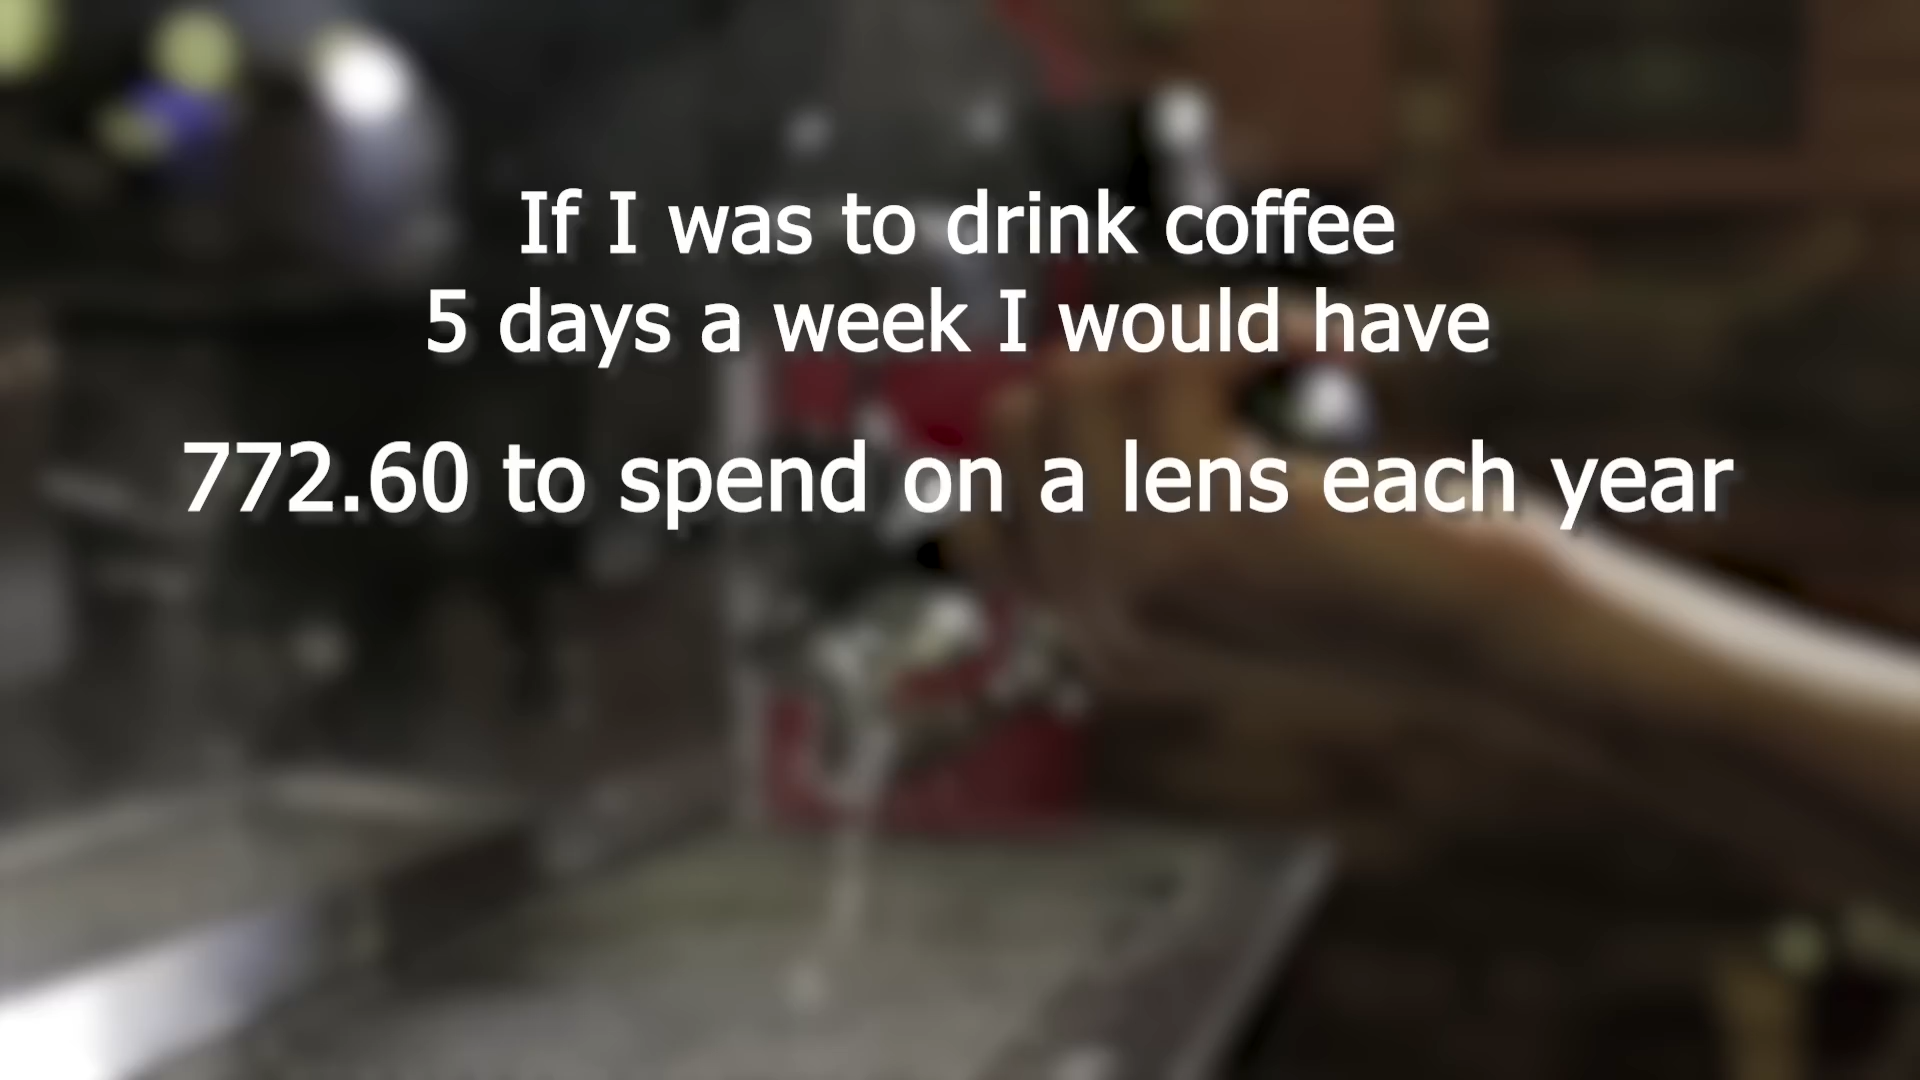 If I was to drink coffee
5 days a week I would have
772.60 to spend on a lens each year